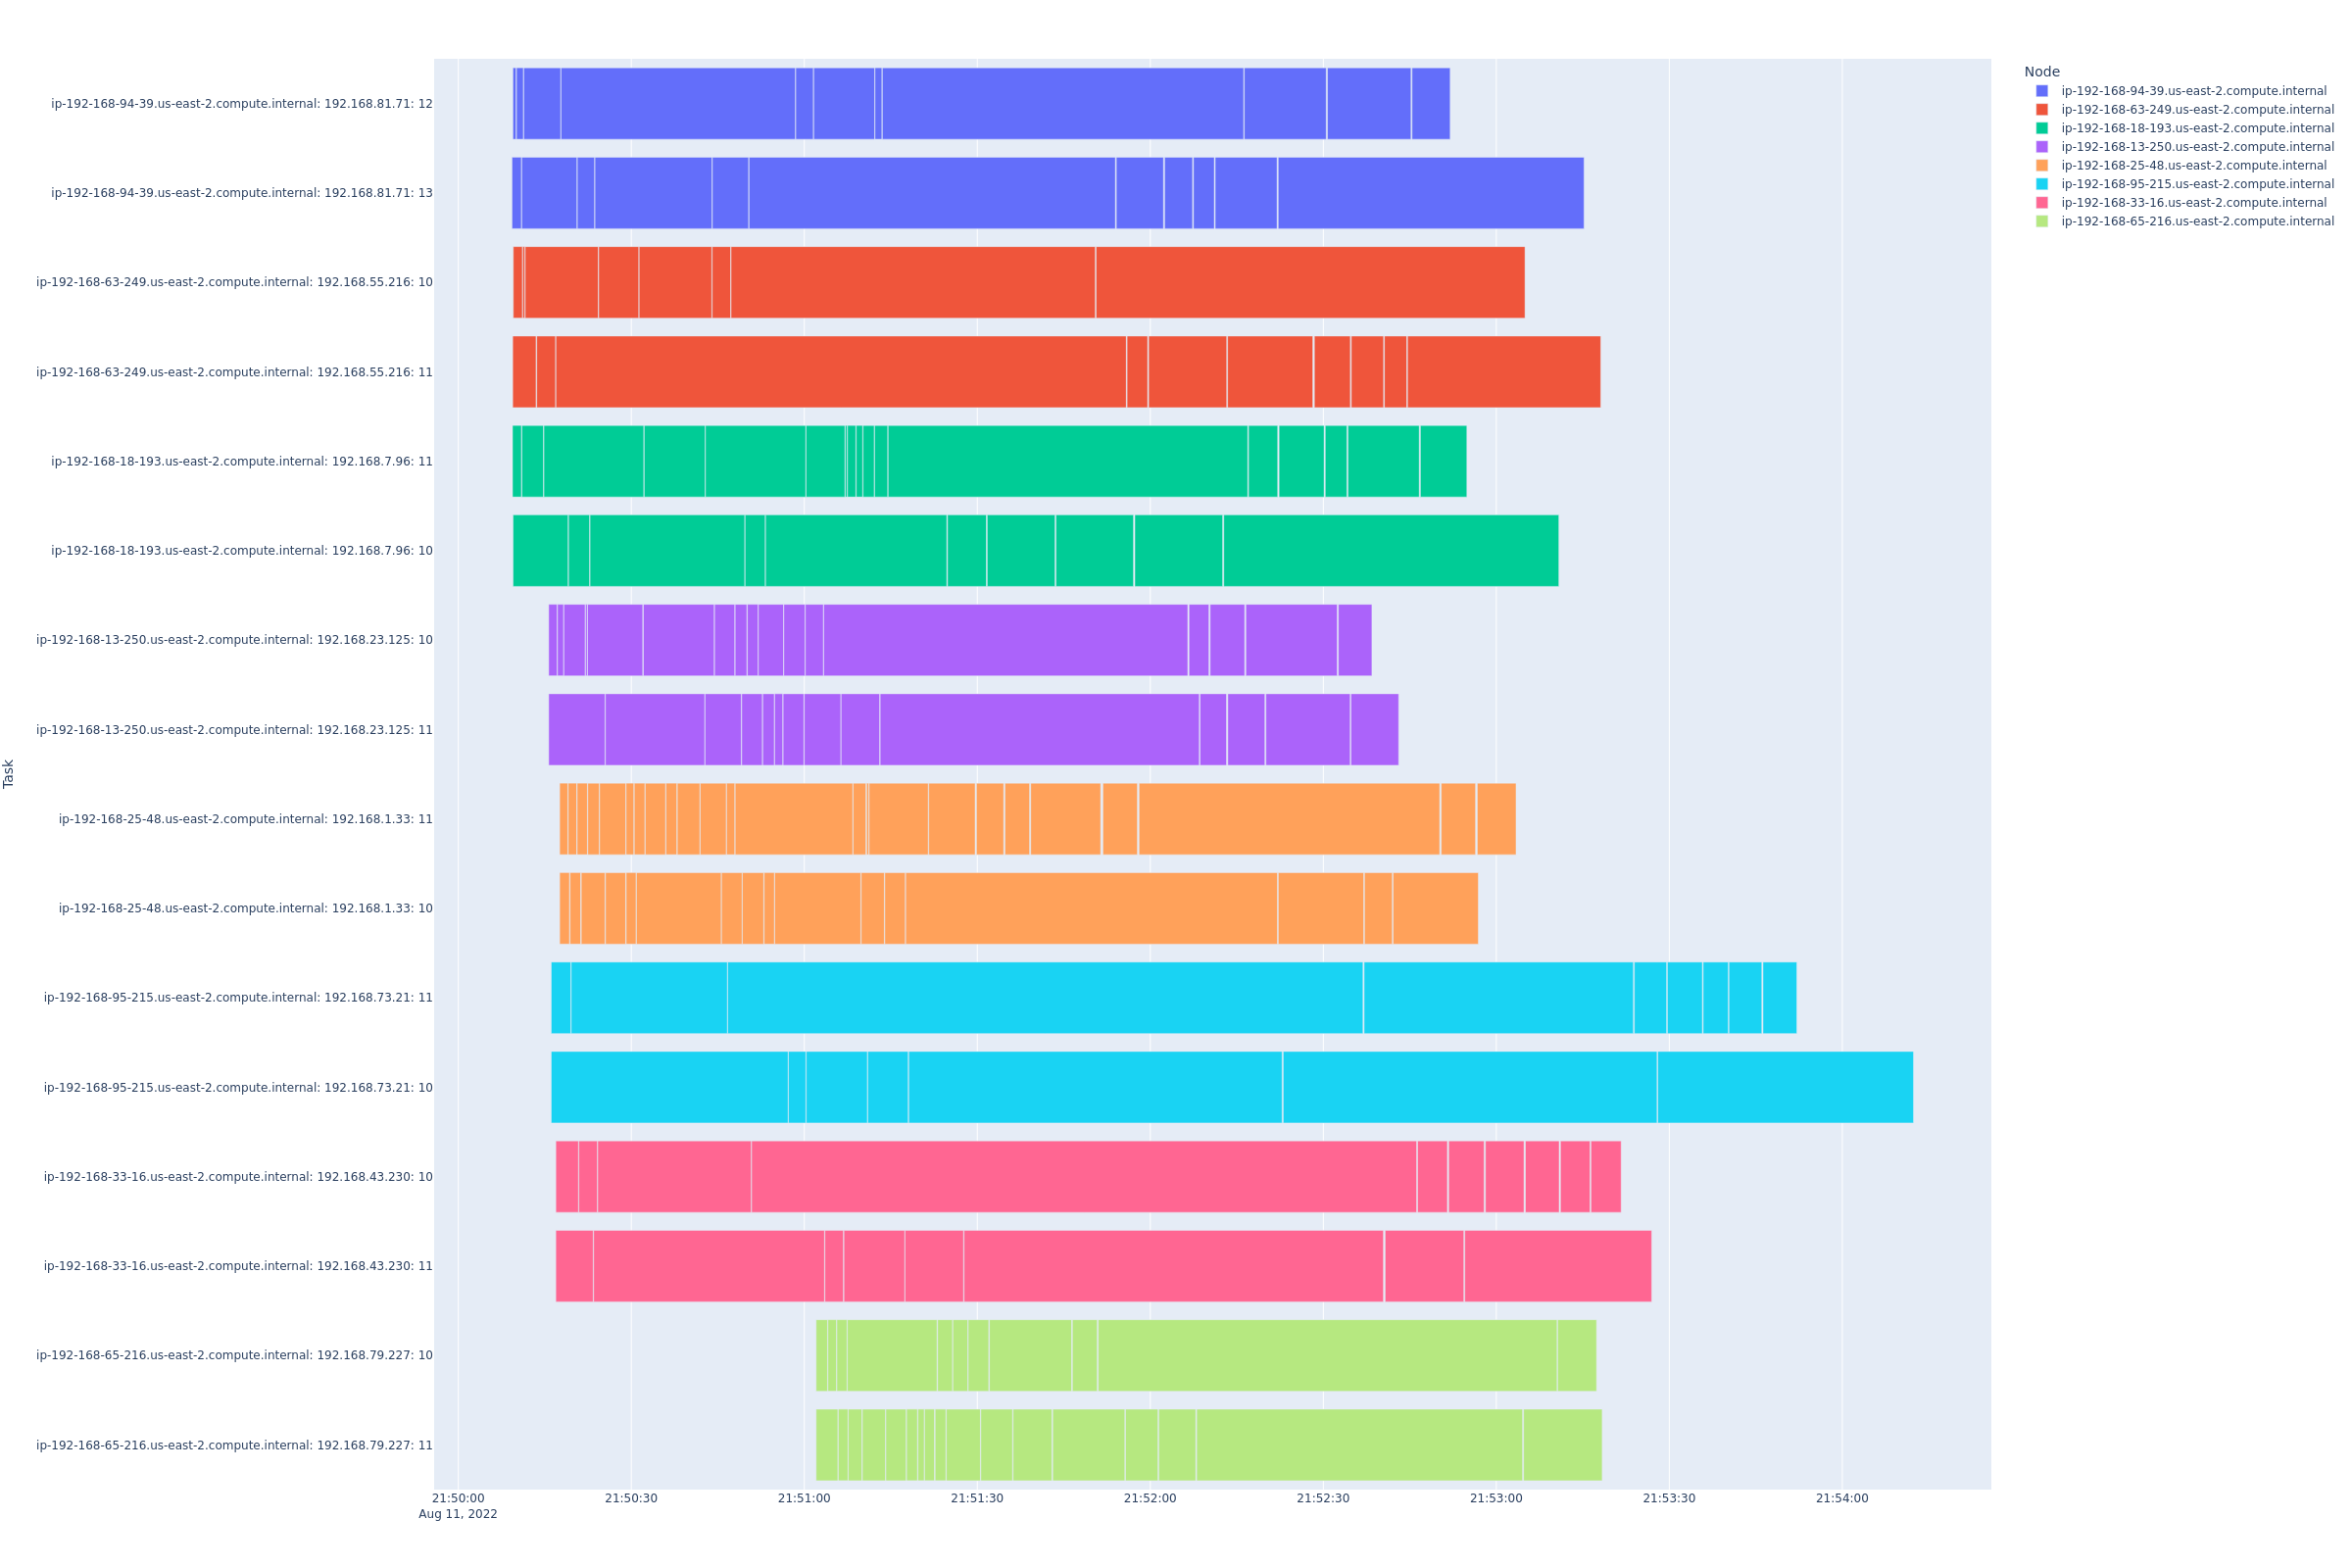 ip-192-168-94-39.us-east-2.compute.internal: 192.168.81.71: 12
ip-192-168-94-39.us-east-2.compute.internal: 192.168.81.71: 13
ip-192-168-63-249.us-east-2.compute.internal: 192.168.55.216: 10
ip-192-168-63-249.us-east-2.compute.internal: 192.168.55.216: 11
ip-192-168-18-193.us-east-2.compute.internal: 192.168.7.96: 11
ip-192-168-18-193.us-east-2.compute.internal: 192.168.7.96: 10
ip-192-168-13-250.us-east-2.compute.internal: 192.168.23.125: 10
ip-192-168-13-250.us-east-2.compute.internal: 192.168.23.125: 11
ip-192-168-25-48.us-east-2.compute.internal: 192.168.1.33: 11
ip-192-168-25-48.us-east-2.compute.internal: 192.168.1.33: 10
ip-192-168-95-215.us-east-2.compute.internal: 192.168.73.21: 11
ip-192-168-95-215.us-east-2.compute.internal: 192.168.73.21: 10
ip-192-168-33-16.us-east-2.compute.internal: 192.168.43.230: 10
ip-192-168-33-16.us-east-2.compute.internal: 192.168.43.230: 11
ip-192-168-65-216.us-east-2.compute.internal: 192.168.79.227: 10
ip-192-168-65-216.us-east-2.compute.internal: 192.168.79.227: 11
Task
21:50:00 21:50:30 21:51:00 21:51:30 21:52:00 21:52:30 21:53:00 21:53:30 21:54:00
Aug 11, 2022
Node
ip-192-168-94-39.us-east-2.compute.internal
ip-192-168-63-249.us-east-2.compute.internal
ip-192-168-18-193.us-east-2.compute.internal
ip-192-168-13-250.us-east-2.compute.internal
ip-192-168-25-48.us-east-2.compute.internal
ip-192-168-95-215.us-east-2.compute.internal
ip-192-168-33-16.us-east-2.compute.internal
ip-192-168-65-216.us-east-2.compute.internal